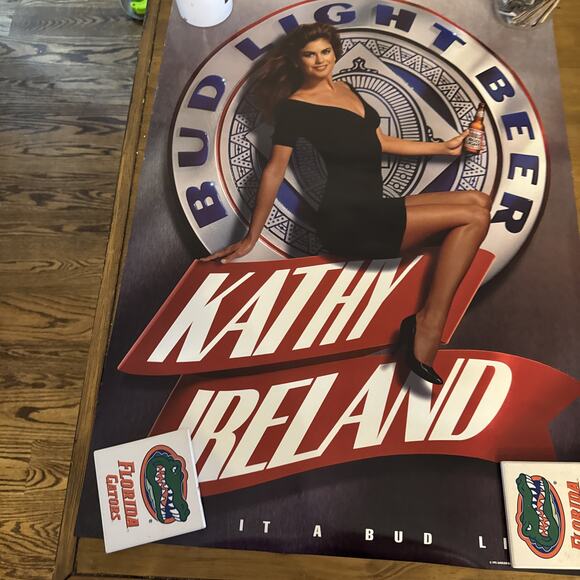 BUD LIGHT BEER
KATHY
IRELAND
FLORIDA
GATORS
FLORIDA
IT A BUD LI